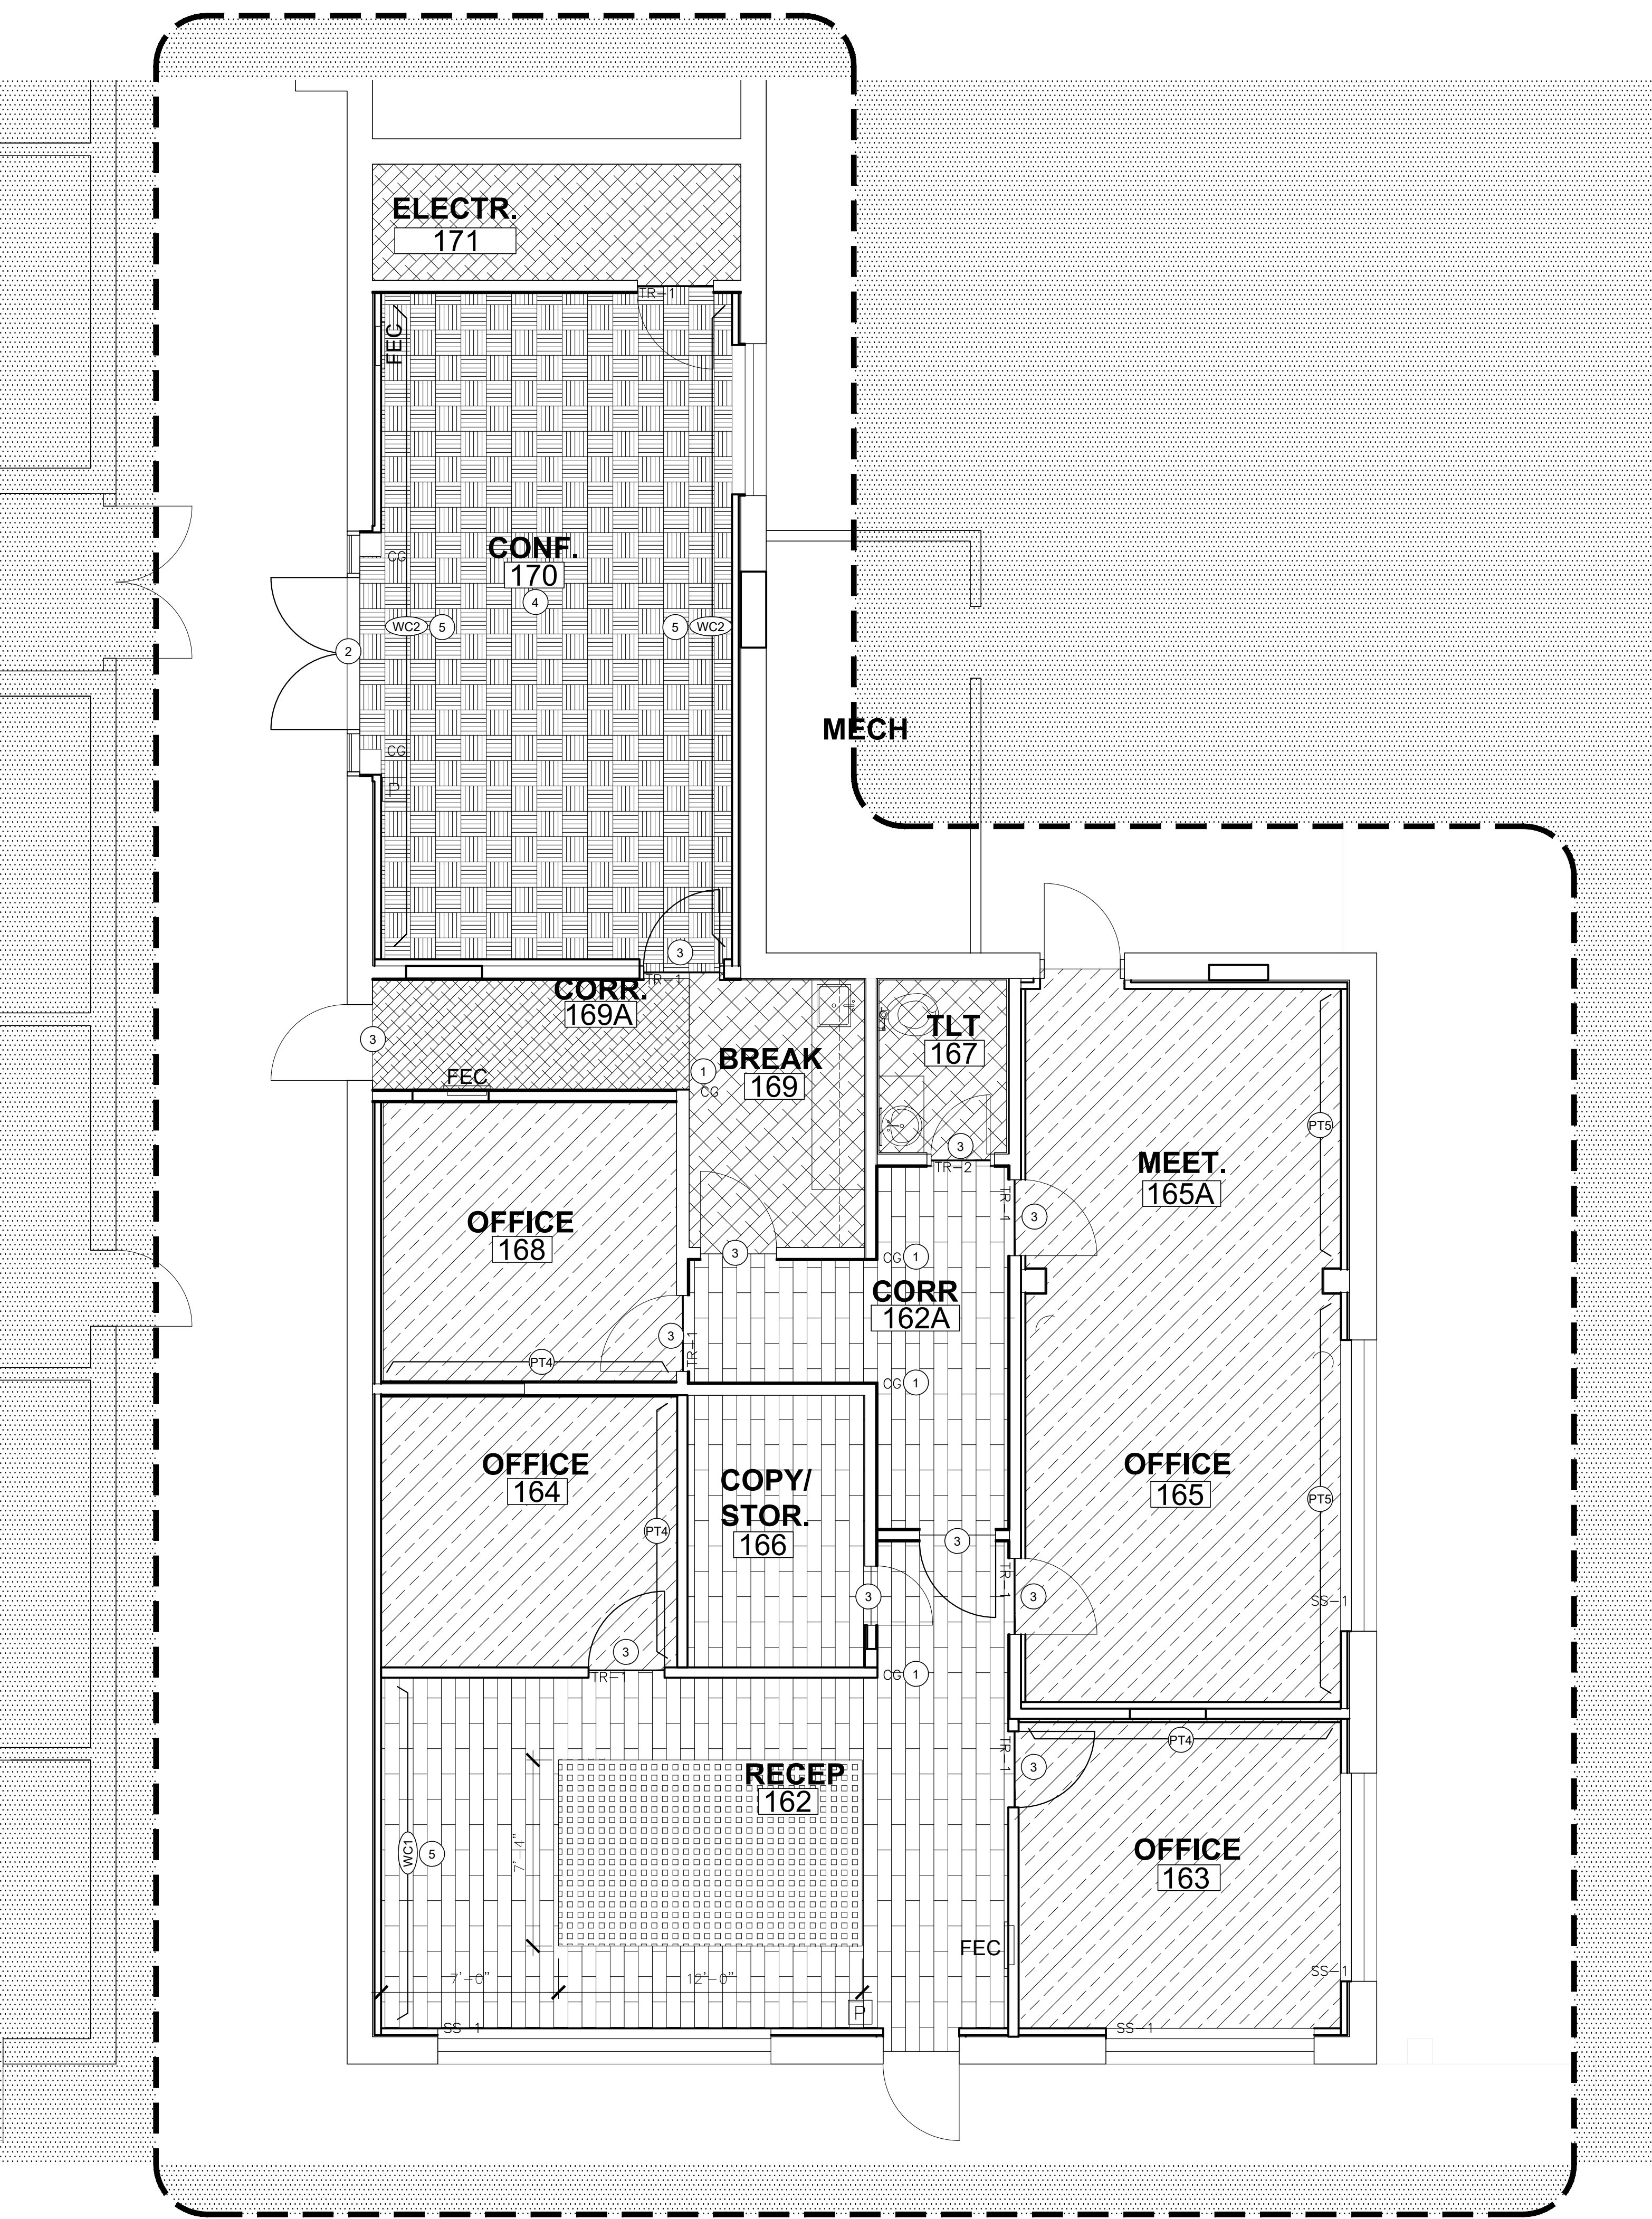 ELECTR.
171
TR-1
FEC
CONF.
170
4
CG
WC2
5
5
WC2
2
MECH
CG
P
3
TR-1
CORR.
169A
TLT
167
3
BREAK
169
1
CG
FEC
PT5
3
TR-2
MEET.
165A
TR-1
3
OFFICE
168
3
CG
1
CORR
162A
3
TR-1
PT4
CG
1
OFFICE
164
COPY/
STOR.
166
OFFICE
165
PT5
PT4
3
3
TR-1
3
SS-1
3
TR-1
CG
1
TR-1
PT4
3
RECEP
162
7'-4"
WC1
5
OFFICE
163
FEC
7'-0"
12'-0"
SS-1
P
SS-1
SS-1